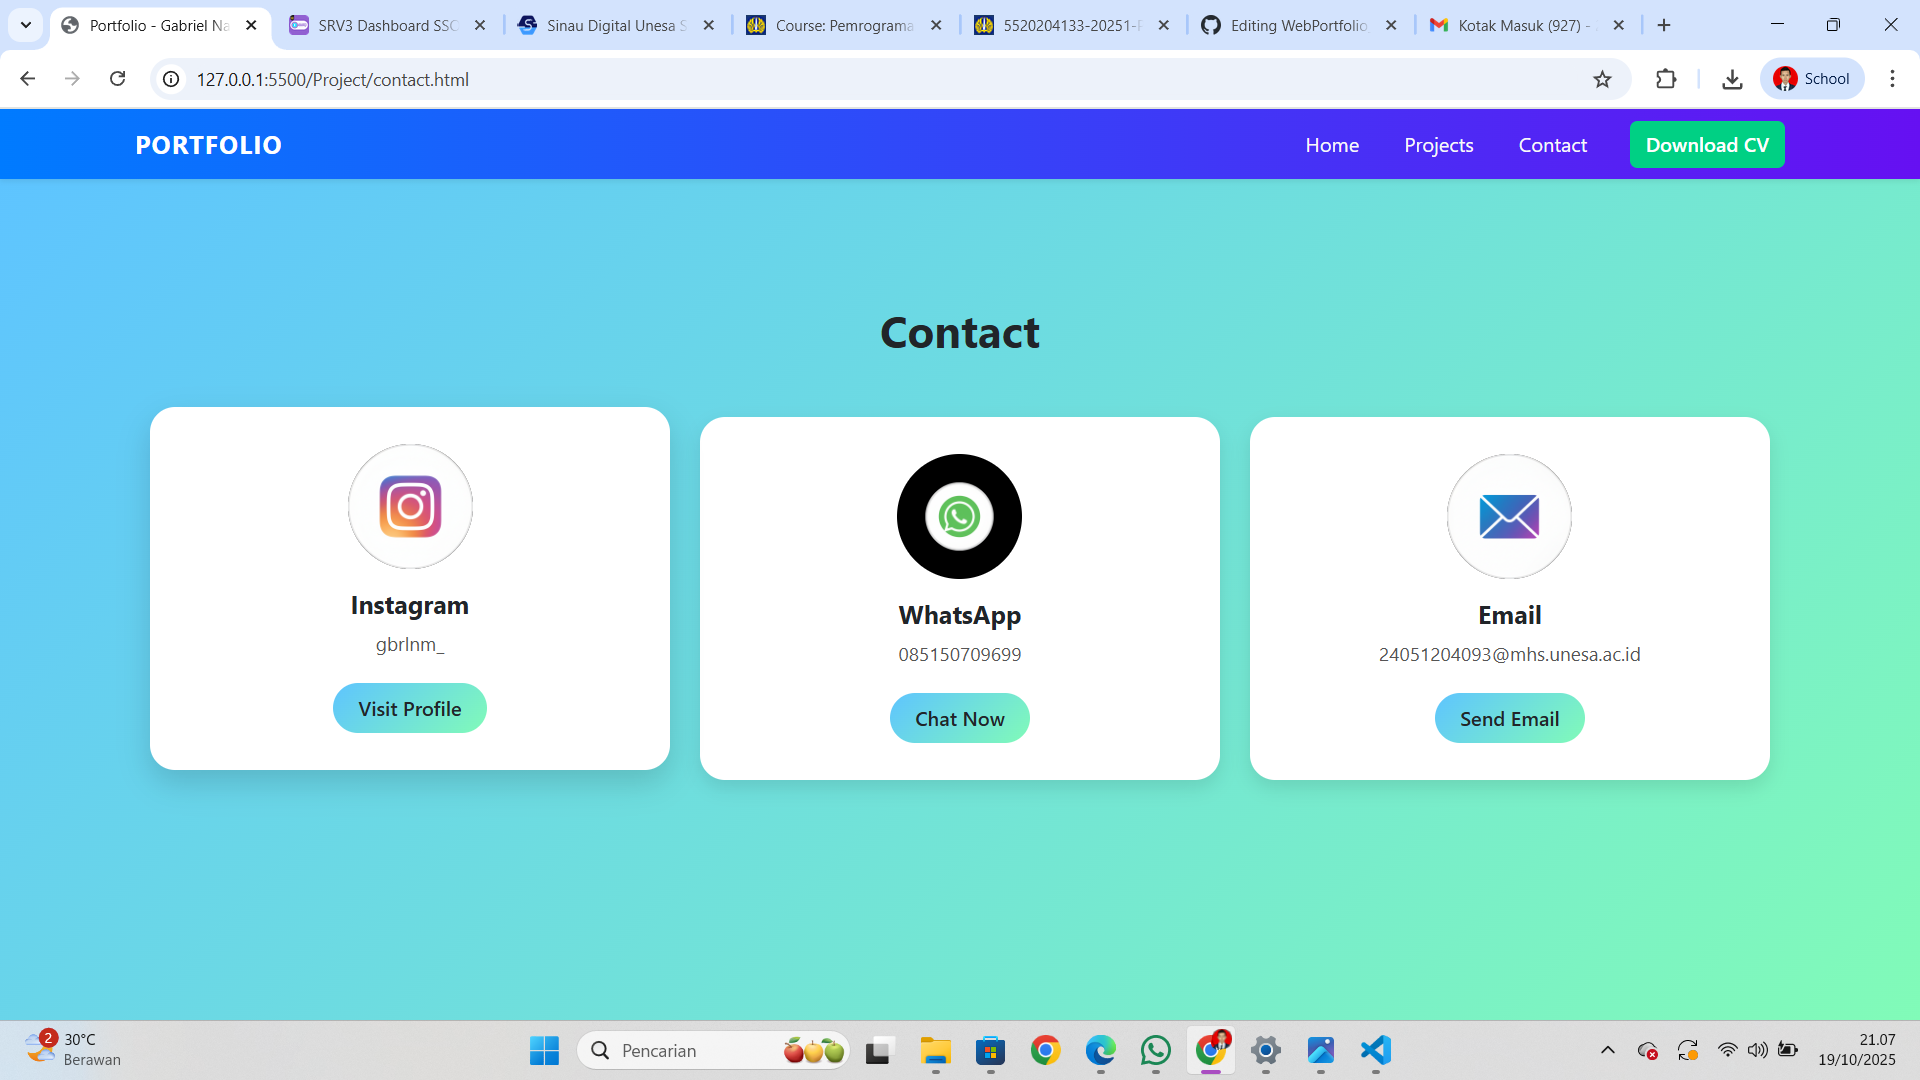 Portfolio - Gabriel Na
SRV3 Dashboard SSO
Sinau Digital Unesa S
Course: Pemrograma
5520204133-20251-P
Editing WebPortfolio
Kotak Masuk (927) -
127.0.0.1:5500/Project/contact.html
School
PORTFOLIO
Home
Projects
Contact
Download CV
Contact
Instagram
gbrlnm_
Visit Profile
WhatsApp
085150709699
Chat Now
Email
24051204093@mhs.unesa.ac.id
Send Email
2
30°C
Berawan
Pencarian
21.07
19/10/2025